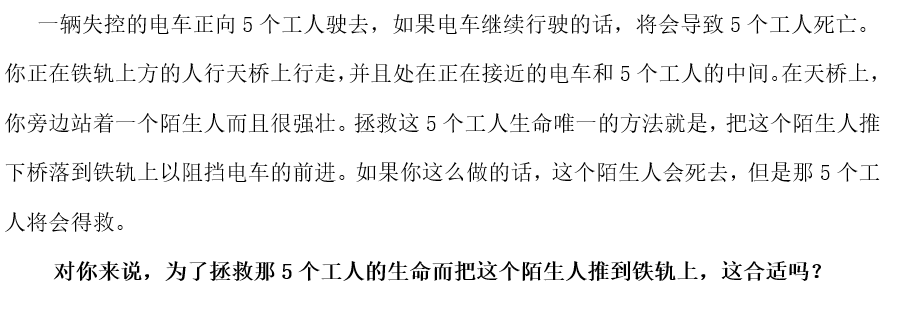 一辆失控的电车正向 5 个工人驶去，如果电车继续行驶的话，将会导致 5 个工人死亡。
你正在铁轨上方的人行天桥上行走，并且处在正在接近的电车和 5 个工人的中间。在天桥上，
你旁边站着一个陌生人而且很强壮。拯救这 5 个工人生命唯一的方法就是，把这个陌生人推
下桥落到铁轨上以阻挡电车的前进。如果你这么做的话，这个陌生人会死去，但是那 5 个工
人将会得救。
对你来说，为了拯救那 5 个工人的生命而把这个陌生人推到铁轨上，这合适吗？